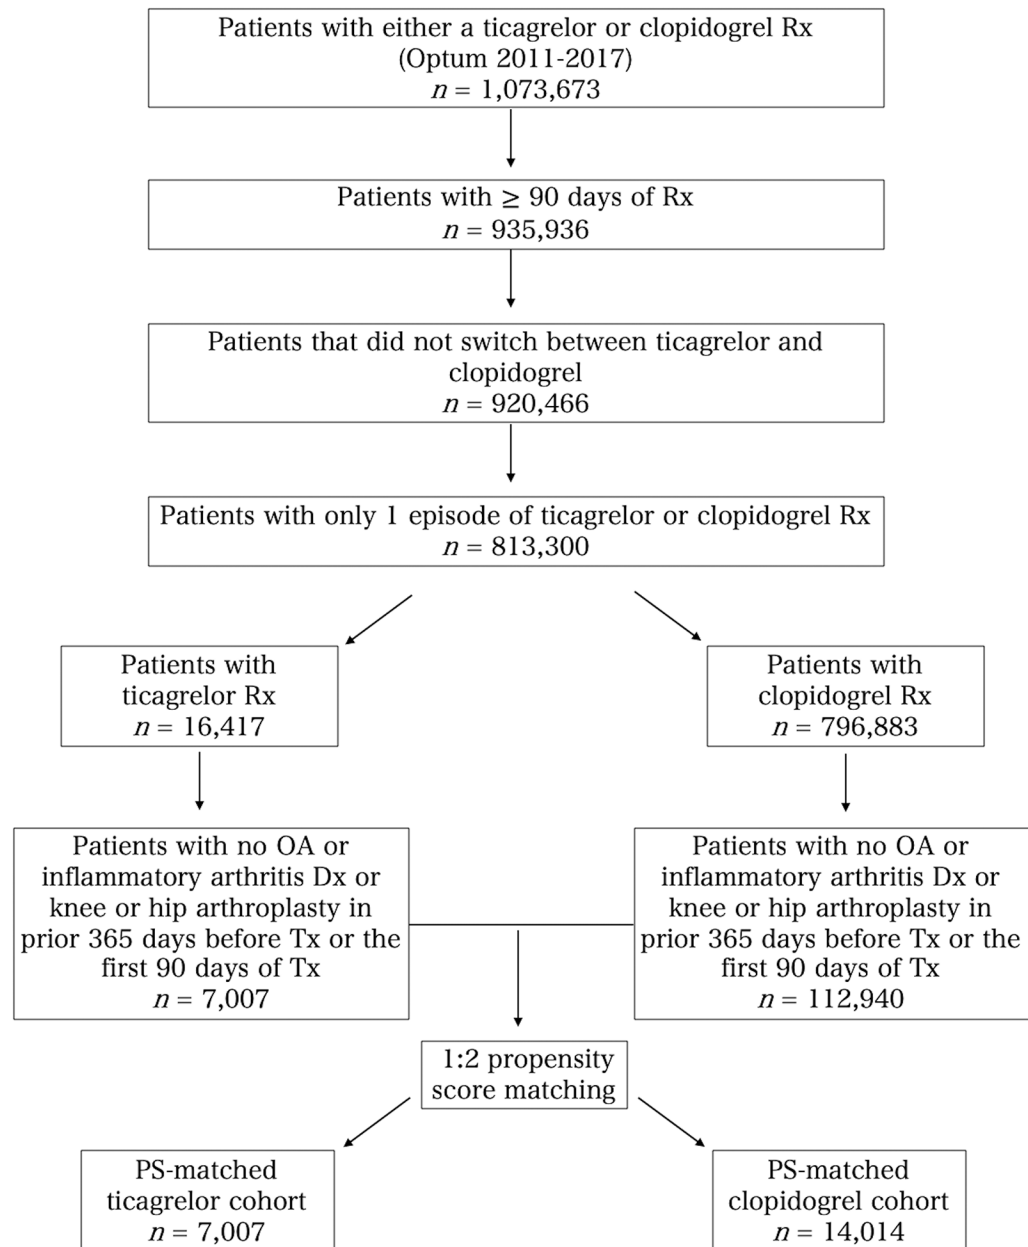 Patients with either a ticagrelor or clopidogrel Rx
(Optum 2011-2017)
n = 1,073,673
Patients with ≥ 90 days of Rx
n = 935,936
Patients that did not switch between ticagrelor and
clopidogrel
n = 920,466
Patients with only 1 episode of ticagrelor or clopidogrel Rx
n = 813,300
Patients with
ticagrelor Rx
n = 16,417
Patients with
clopidogrel Rx
n = 796,883
Patients with no OA or
inflammatory arthritis Dx or
knee or hip arthroplasty in
prior 365 days before Tx or the
first 90 days of Tx
n = 7,007
Patients with no OA or
inflammatory arthritis Dx or
knee or hip arthroplasty in
prior 365 days before Tx or the
first 90 days of Tx
n = 112,940
1:2 propensity
score matching
PS-matched
ticagrelor cohort
n = 7,007
PS-matched
clopidogrel cohort
n = 14,014